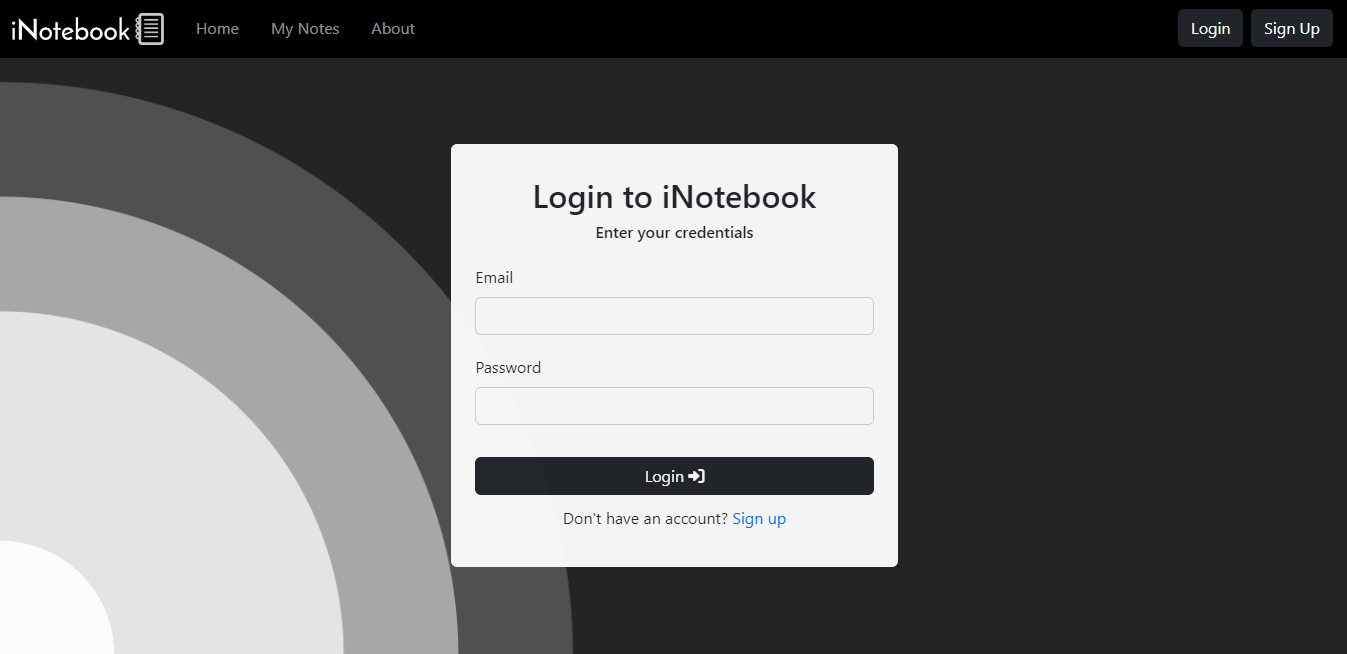 iNotebook Home My Notes About Login Sign Up
Login to iNotebook
Enter your credentials
Email
Password
Login
Don't have an account? Sign up